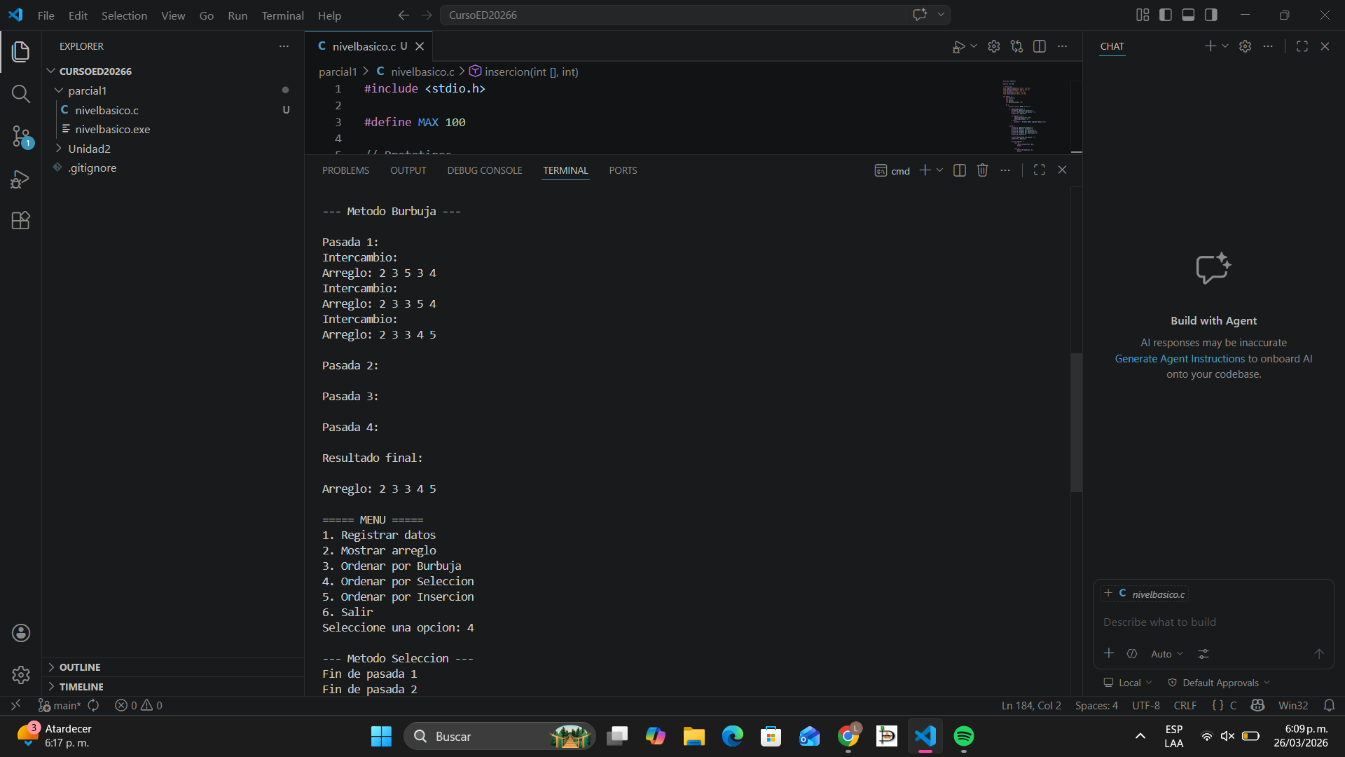 File Edit Selection View Go Run Terminal Help
CursoED20266
EXPLORER
CURSOED20266
parcial1
C nivelbasico.c U
nivelbasico.exe
Unidad2
.gitignore
OUTLINE
TIMELINE
C nivelbasico.c U
parcial1 > C nivelbasico.c > insercion(int [], int)
1 #include <stdio.h>
2
3 #define MAX 100
4
PROBLEMS OUTPUT DEBUG CONSOLE TERMINAL PORTS
cmd
--- Metodo Burbuja ---
Pasada 1:
Intercambio:
Arreglo: 2 3 5 3 4
Intercambio:
Arreglo: 2 3 3 5 4
Intercambio:
Arreglo: 2 3 3 4 5
Pasada 2:
Pasada 3:
Pasada 4:
Resultado final:
Arreglo: 2 3 3 4 5
===== MENU =====
1. Registrar datos
2. Mostrar arreglo
3. Ordenar por Burbuja
4. Ordenar por Seleccion
5. Ordenar por Insercion
6. Salir
Seleccione una opcion: 4
--- Metodo Seleccion ---
Fin de pasada 1
Fin de pasada 2
CHAT
Build with Agent
AI responses may be inaccurate
Generate Agent Instructions to onboard AI
onto your codebase.
C nivelbasico.c
Describe what to build
Auto
Local Default Approvals
1
main* 0 0
Ln 184, Col 2 Spaces: 4 UTF-8 CRLF {} C Win32
3
Atardecer
6:17 p. m.
Buscar
L
ESP
LAA
6:09 p. m.
26/03/2026